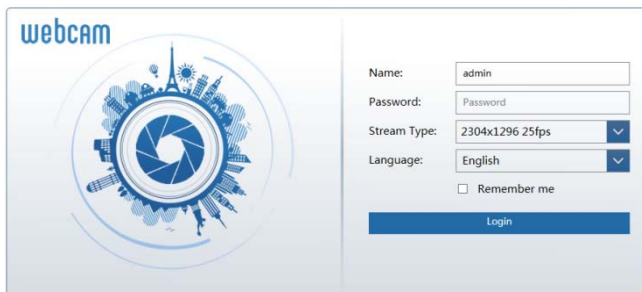 webcam
Name: admin
Password: Password
Stream Type: 2304x1296 25fps
Language: English
Remember me
Login